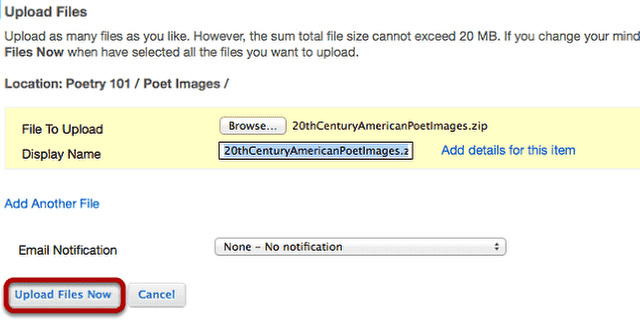 Upload Files
Upload as many files as you like. However, the sum total file size cannot exceed 20 MB. If you change your mind
Files Now when have selected all the files you want to upload.
Location: Poetry 101 / Poet Images /
File To Upload Browse... 20thCenturyAmericanPoetImages.zip
Display Name 20thCenturyAmericanPoetImages.z Add details for this item
Add Another File
Email Notification None - No notification
Upload Files Now Cancel